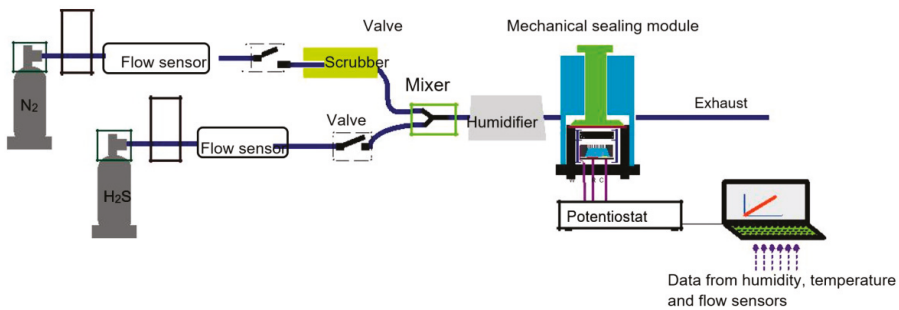 Valve
Mechanical sealing module
Flow sensor
Scrubber
Mixer
N2
Exhaust
Valve
Humidifier
Flow sensor
H2S
Potentiostat
Data from humidity, temperature
and flow sensors